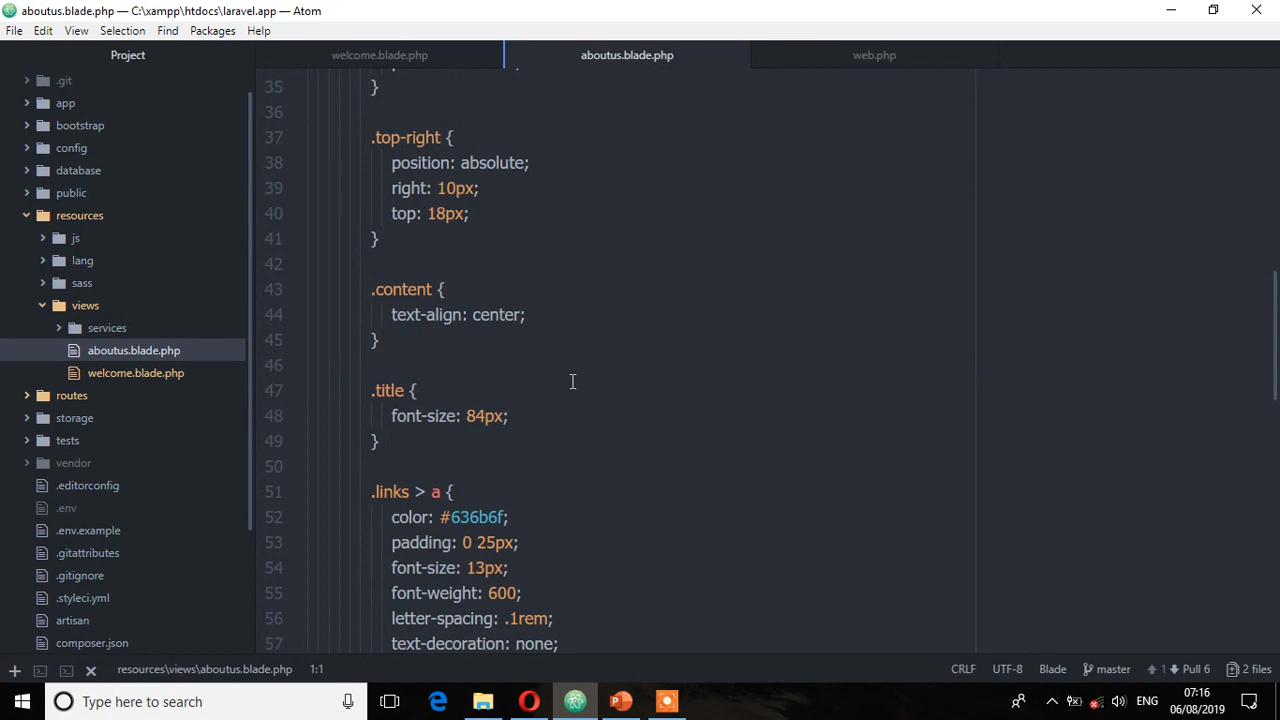 aboutus.blade.php — C:\xampp\htdocs\laravel.app — Atom
File Edit View Selection Find Packages Help
Project
welcome.blade.php
aboutus.blade.php
web.php
.git
app
bootstrap
config
database
public
resources
js
lang
sass
views
services
aboutus.blade.php
welcome.blade.php
routes
storage
tests
vendor
.editorconfig
.env
.env.example
.gitattributes
.gitignore
.styleci.yml
artisan
composer.json
35 }
36
37 .top-right {
38 position: absolute;
39 right: 10px;
40 top: 18px;
41 }
42
43 .content {
44 text-align: center;
45 }
46
47 .title {
48 font-size: 84px;
49 }
50
51 .links > a {
52 color: #636b6f;
53 padding: 0 25px;
54 font-size: 13px;
55 font-weight: 600;
56 letter-spacing: .1rem;
57 text-decoration: none;
resources\views\aboutus.blade.php 1:1 CRLF UTF-8 Blade master 1 Pull 6 2 files
Type here to search
ENG
07:16
06/08/2019